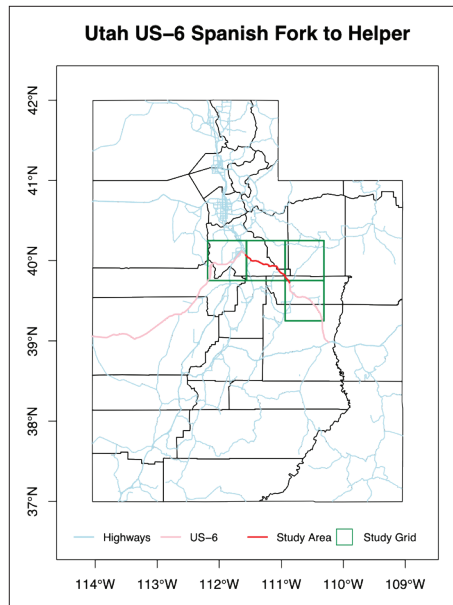 Utah US–6 Spanish Fork to Helper
42°N
41°N
40°N
39°N
38°N
37°N
Highways US–6 Study Area Study Grid
114°W 113°W 112°W 111°W 110°W 109°W